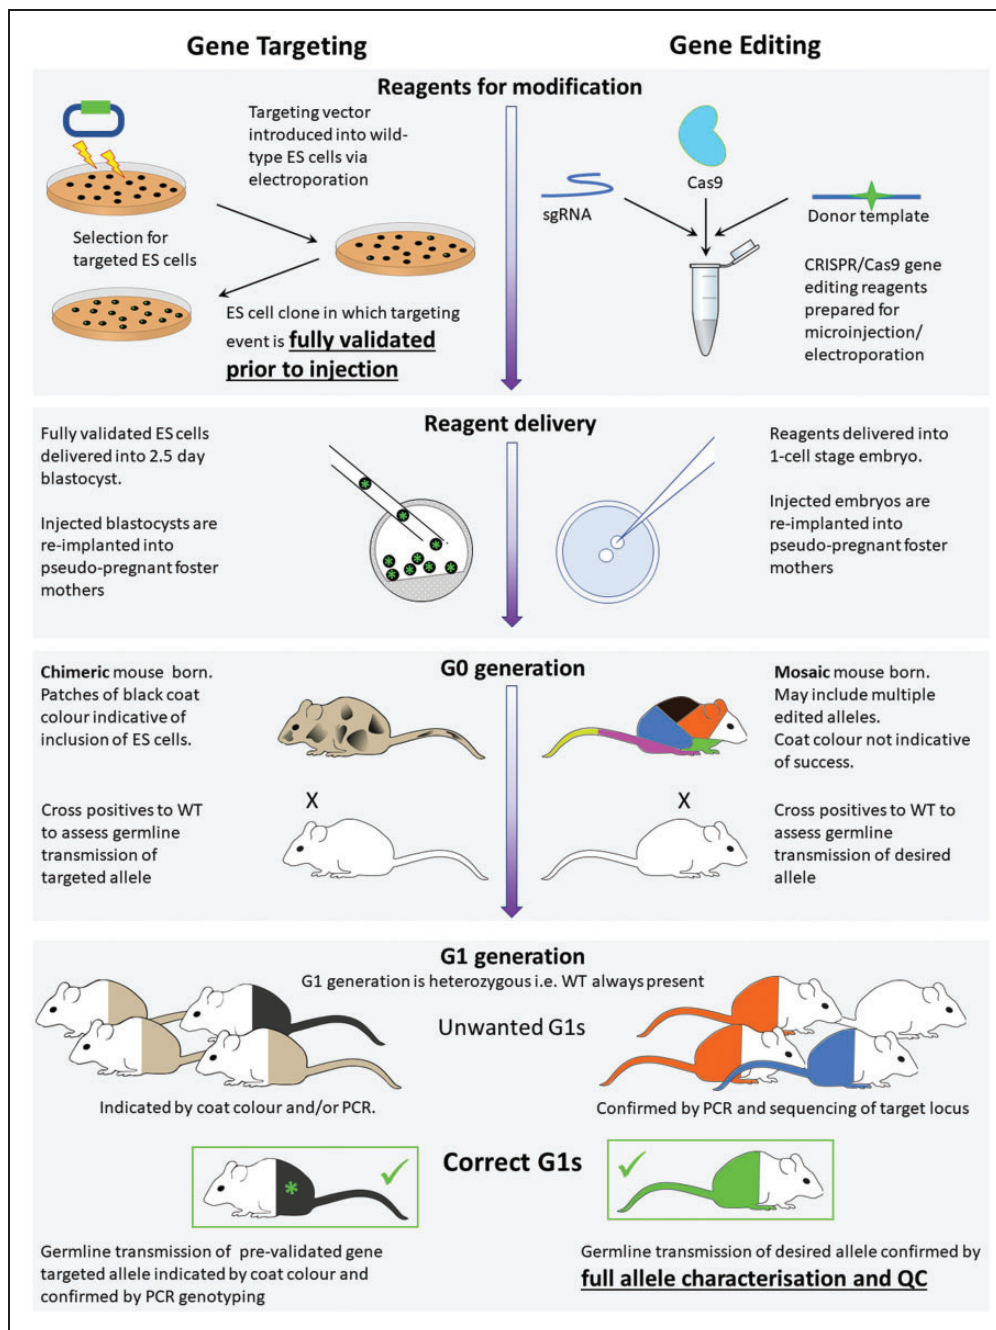 Gene Targeting
Gene Editing
Reagents for modification
Targeting vector
introduced into wild-
type ES cells via
electroporation
Selection for
targeted ES cells
ES cell clone in which targeting
event is fully validated
prior to injection
Cas9
sgRNA
Donor template
CRISPR/Cas9 gene
editing reagents
prepared for
microinjection/
electroporation
Reagent delivery
Fully validated ES cells
delivered into 2.5 day
blastocyst.
Injected blastocysts are
re-implanted into
pseudo-pregnant foster
mothers
Reagents delivered into
1-cell stage embryo.
Injected embryos are
re-implanted into
pseudo-pregnant foster
mothers
G0 generation
Chimeric mouse born.
Patches of black coat
colour indicative of
inclusion of ES cells.
X
Cross positives to WT
to assess germline
transmission of
targeted allele
Mosaic mouse born.
May include multiple
edited alleles.
Coat colour not indicative
of success.
X
Cross positives to WT to
assess germline
transmission of desired
allele
G1 generation
G1 generation is heterozygous i.e. WT always present
Unwanted G1s
Indicated by coat colour and/or PCR.
Confirmed by PCR and sequencing of target locus
Correct G1s
Germline transmission of pre-validated gene
targeted allele indicated by coat colour and
confirmed by PCR genotyping
Germline transmission of desired allele confirmed by
full allele characterisation and QC